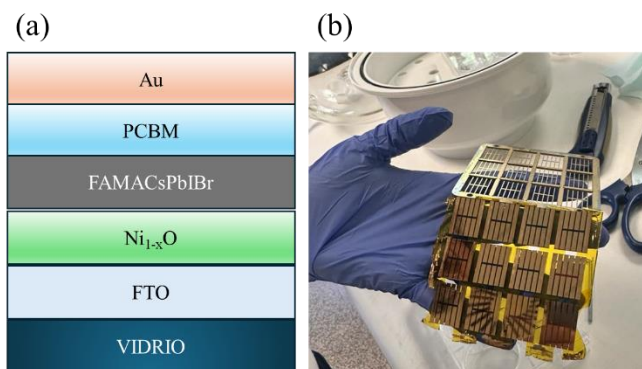 (a)
Au
PCBM
FAMACsPbIBr
Ni₁₋ₓO
FTO
VIDRIO
(b)